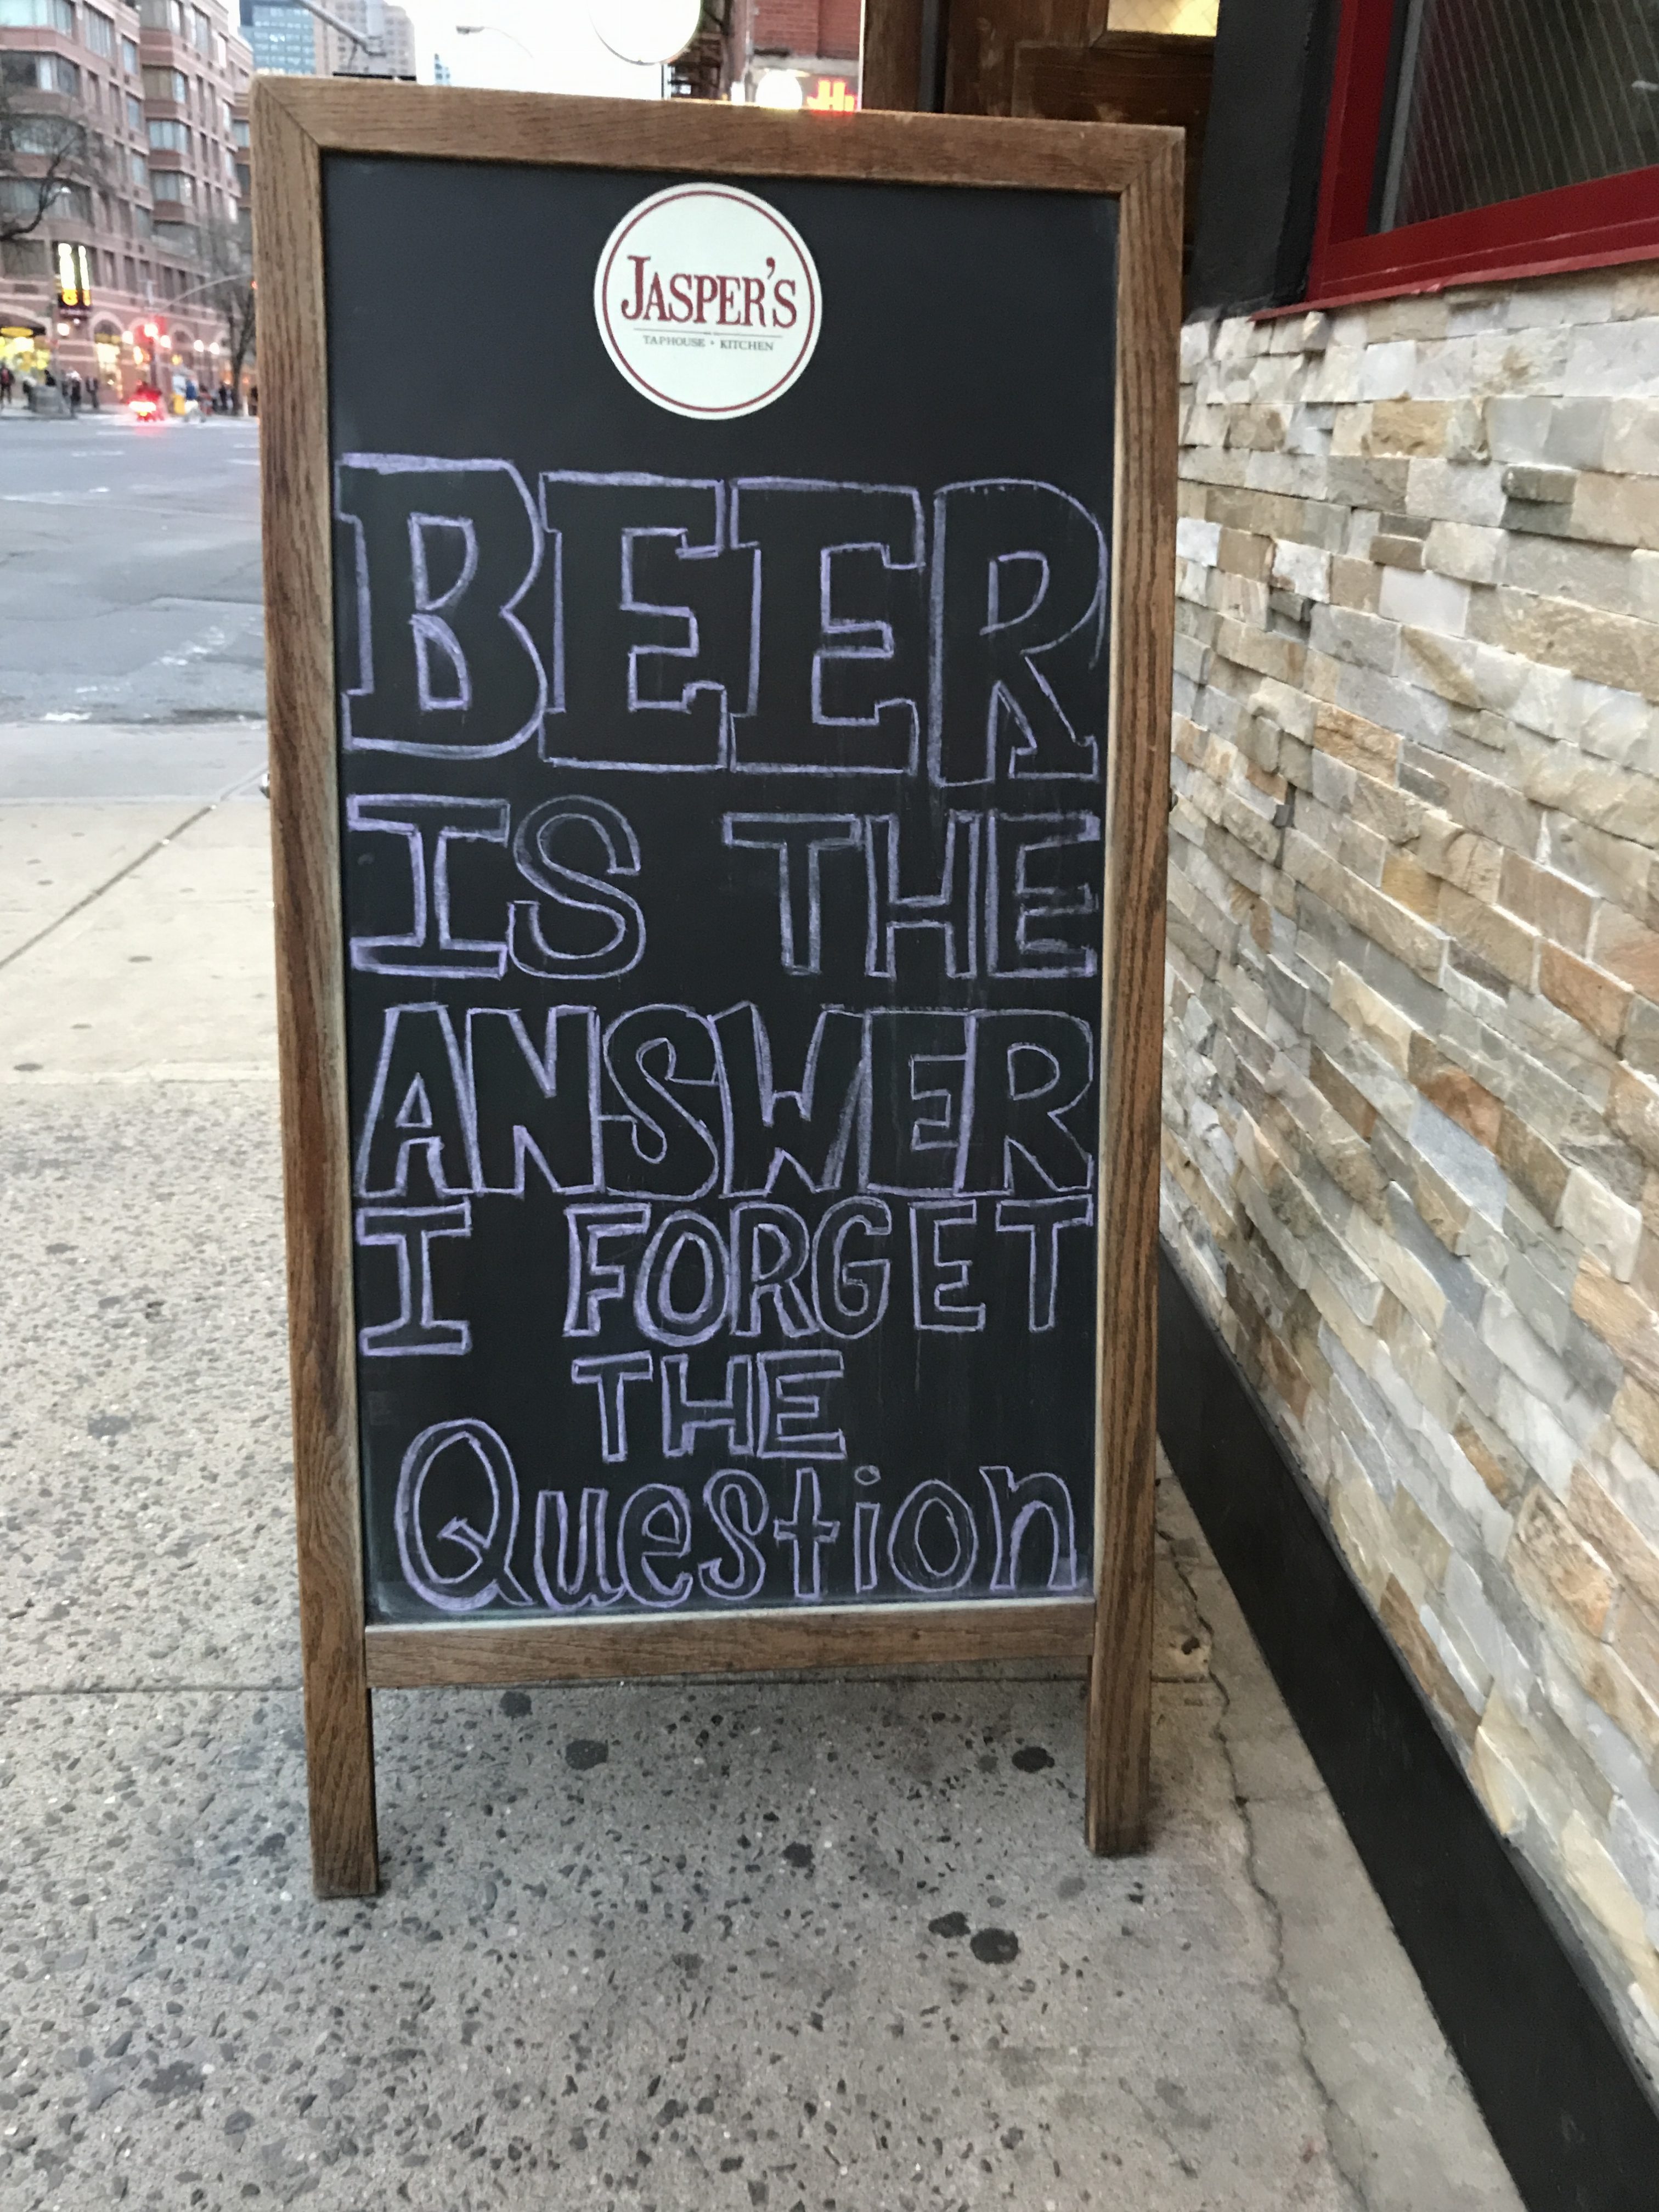 JASPER'S
TAPHOUSE • KITCHEN
BEER
IS THE
ANSWER
I FORGET
THE
Question